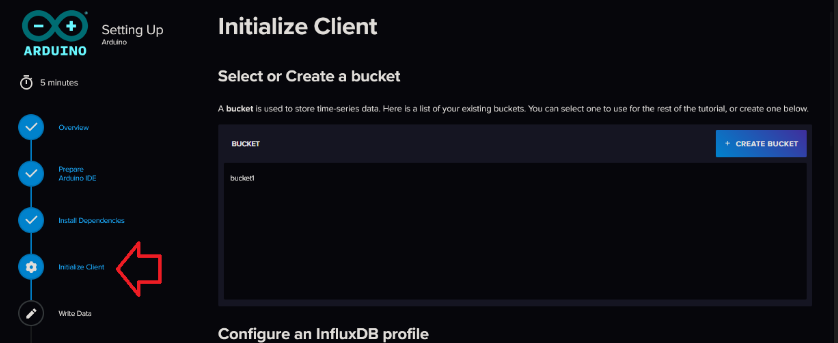 ARDUINO
Setting Up
Arduino
5 minutes
Overview
Prepare
Arduino IDE
Install Dependencies
Initialize Client
Write Data
Initialize Client
Select or Create a bucket
A bucket is used to store time-series data. Here is a list of your existing buckets. You can select one to use for the rest of the tutorial, or create one below.
BUCKET
+ CREATE BUCKET
bucket1
Configure an InfluxDB profile